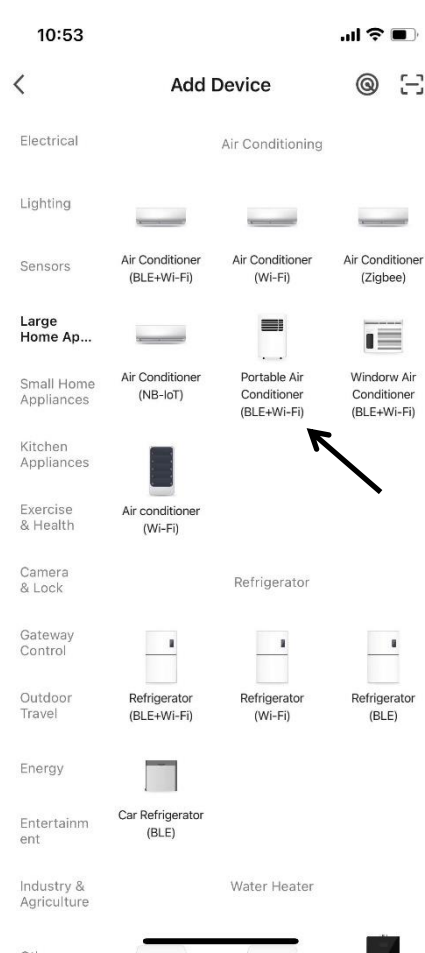 10:53
Add Device
Electrical
Lighting
Sensors
Large
Home Ap...
Small Home
Appliances
Kitchen
Appliances
Exercise
& Health
Camera
& Lock
Gateway
Control
Outdoor
Travel
Energy
Entertainm
ent
Industry &
Agriculture
Air Conditioning
Air Conditioner
(BLE+Wi-Fi)
Air Conditioner
(Wi-Fi)
Air Conditioner
(Zigbee)
Air Conditioner
(NB-IoT)
Portable Air
Conditioner
(BLE+Wi-Fi)
Windorw Air
Conditioner
(BLE+Wi-Fi)
Air conditioner
(Wi-Fi)
Refrigerator
Refrigerator
(BLE+Wi-Fi)
Refrigerator
(Wi-Fi)
Refrigerator
(BLE)
Car Refrigerator
(BLE)
Water Heater